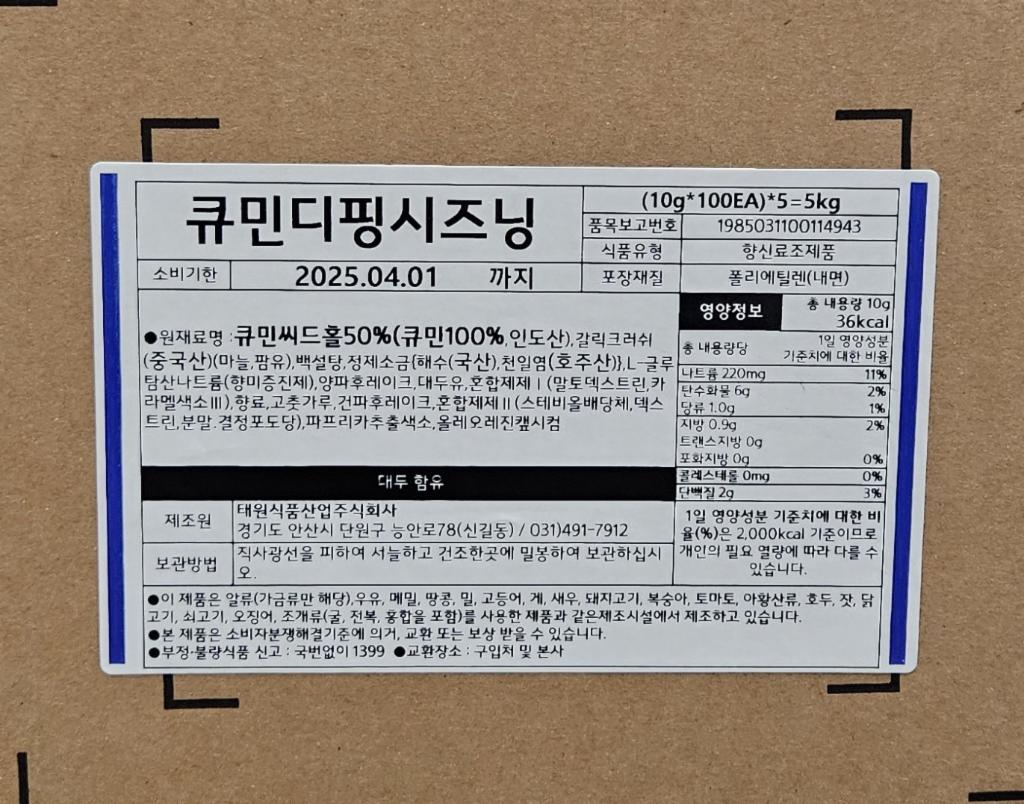 큐민디핑시즈닝
(10g*100EA)*5=5kg
품목보고번호 1985031100114943
식품유형 향신료조제품
소비기한 2025.04.01 까지
포장재질 폴리에틸렌(내면)
●원재료명 :큐민씨드홀50%(큐민100%,인도산),갈릭크러쉬
(중국산)(마늘,팜유),백설탕,정제소금{해수(국산),천일염(호주산)},L-글루
탐산나트륨(향미증진제),양파후레이크,대두유,혼합제제Ⅰ(말토덱스트린,카
라멜색소Ⅲ),향료,고춧가루,건파후레이크,혼합제제Ⅱ(스테비올배당체,덱스
트린,분말.결정포도당),파프리카추출색소,올레오레진캪시컴
대두 함유
제조원 태원식품산업주식회사
경기도 안산시 단원구 능안로78(신길동) / 031)491-7912
보관방법 직사광선을 피하여 서늘하고 건조한곳에 밀봉하여 보관하십시
오.
영양정보 총 내용량 10g
36kcal
총 내용량당 1일 영양성분
기준치에 대한 비율
나트륨 220mg 11%
탄수화물 6g 2%
당류 1.0g 1%
지방 0.9g 2%
트랜스지방 0g
포화지방 0g 0%
콜레스테롤 0mg 0%
단백질 2g 3%
1일 영양성분 기준치에 대한 비
율(%)은 2,000kcal 기준이므로
개인의 필요 열량에 따라 다를 수
있습니다.
●이 제품은 알류(가금류만 해당),우유, 메밀, 땅콩, 밀, 고등어, 게, 새우, 돼지고기, 복숭아, 토마토, 아황산류, 호두, 잣, 닭
고기, 쇠고기, 오징어, 조개류(굴, 전복, 홍합을 포함)를 사용한 제품과 같은제조시설에서 제조하고 있습니다.
●본 제품은 소비자분쟁해결기준에 의거, 교환 또는 보상 받을 수 있습니다.
●부정·불량식품 신고 : 국번없이 1399 ●교환장소 : 구입처 및 본사